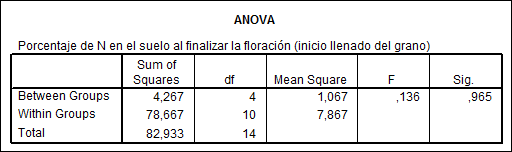 ANOVA
Porcentaje de N en el suelo al finalizar la floración (inicio llenado del grano)
Sum of Squares df Mean Square F Sig.
Between Groups 4,267 4 1,067 ,136 ,965
Within Groups 78,667 10 7,867
Total 82,933 14